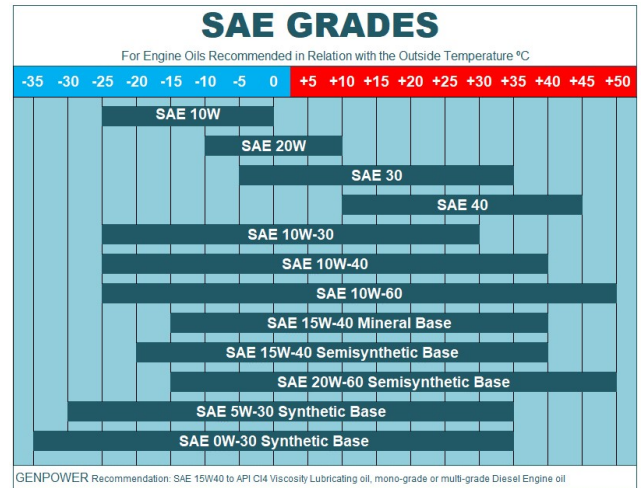 SAE GRADES
For Engine Oils Recommended in Relation with the Outside Temperature ºC
-35 -30 -25 -20 -15 -10 -5 0 +5 +10 +15 +20 +25 +30 +35 +40 +45 +50
SAE 10W
SAE 20W
SAE 30
SAE 40
SAE 10W-30
SAE 10W-40
SAE 10W-60
SAE 15W-40 Mineral Base
SAE 15W-40 Semisynthetic Base
SAE 20W-60 Semisynthetic Base
SAE 5W-30 Synthetic Base
SAE 0W-30 Synthetic Base
GENPOWER Recommendation: SAE 15W40 to API CI4 Viscosity Lubricating oil, mono-grade or multi-grade Diesel Engine oil